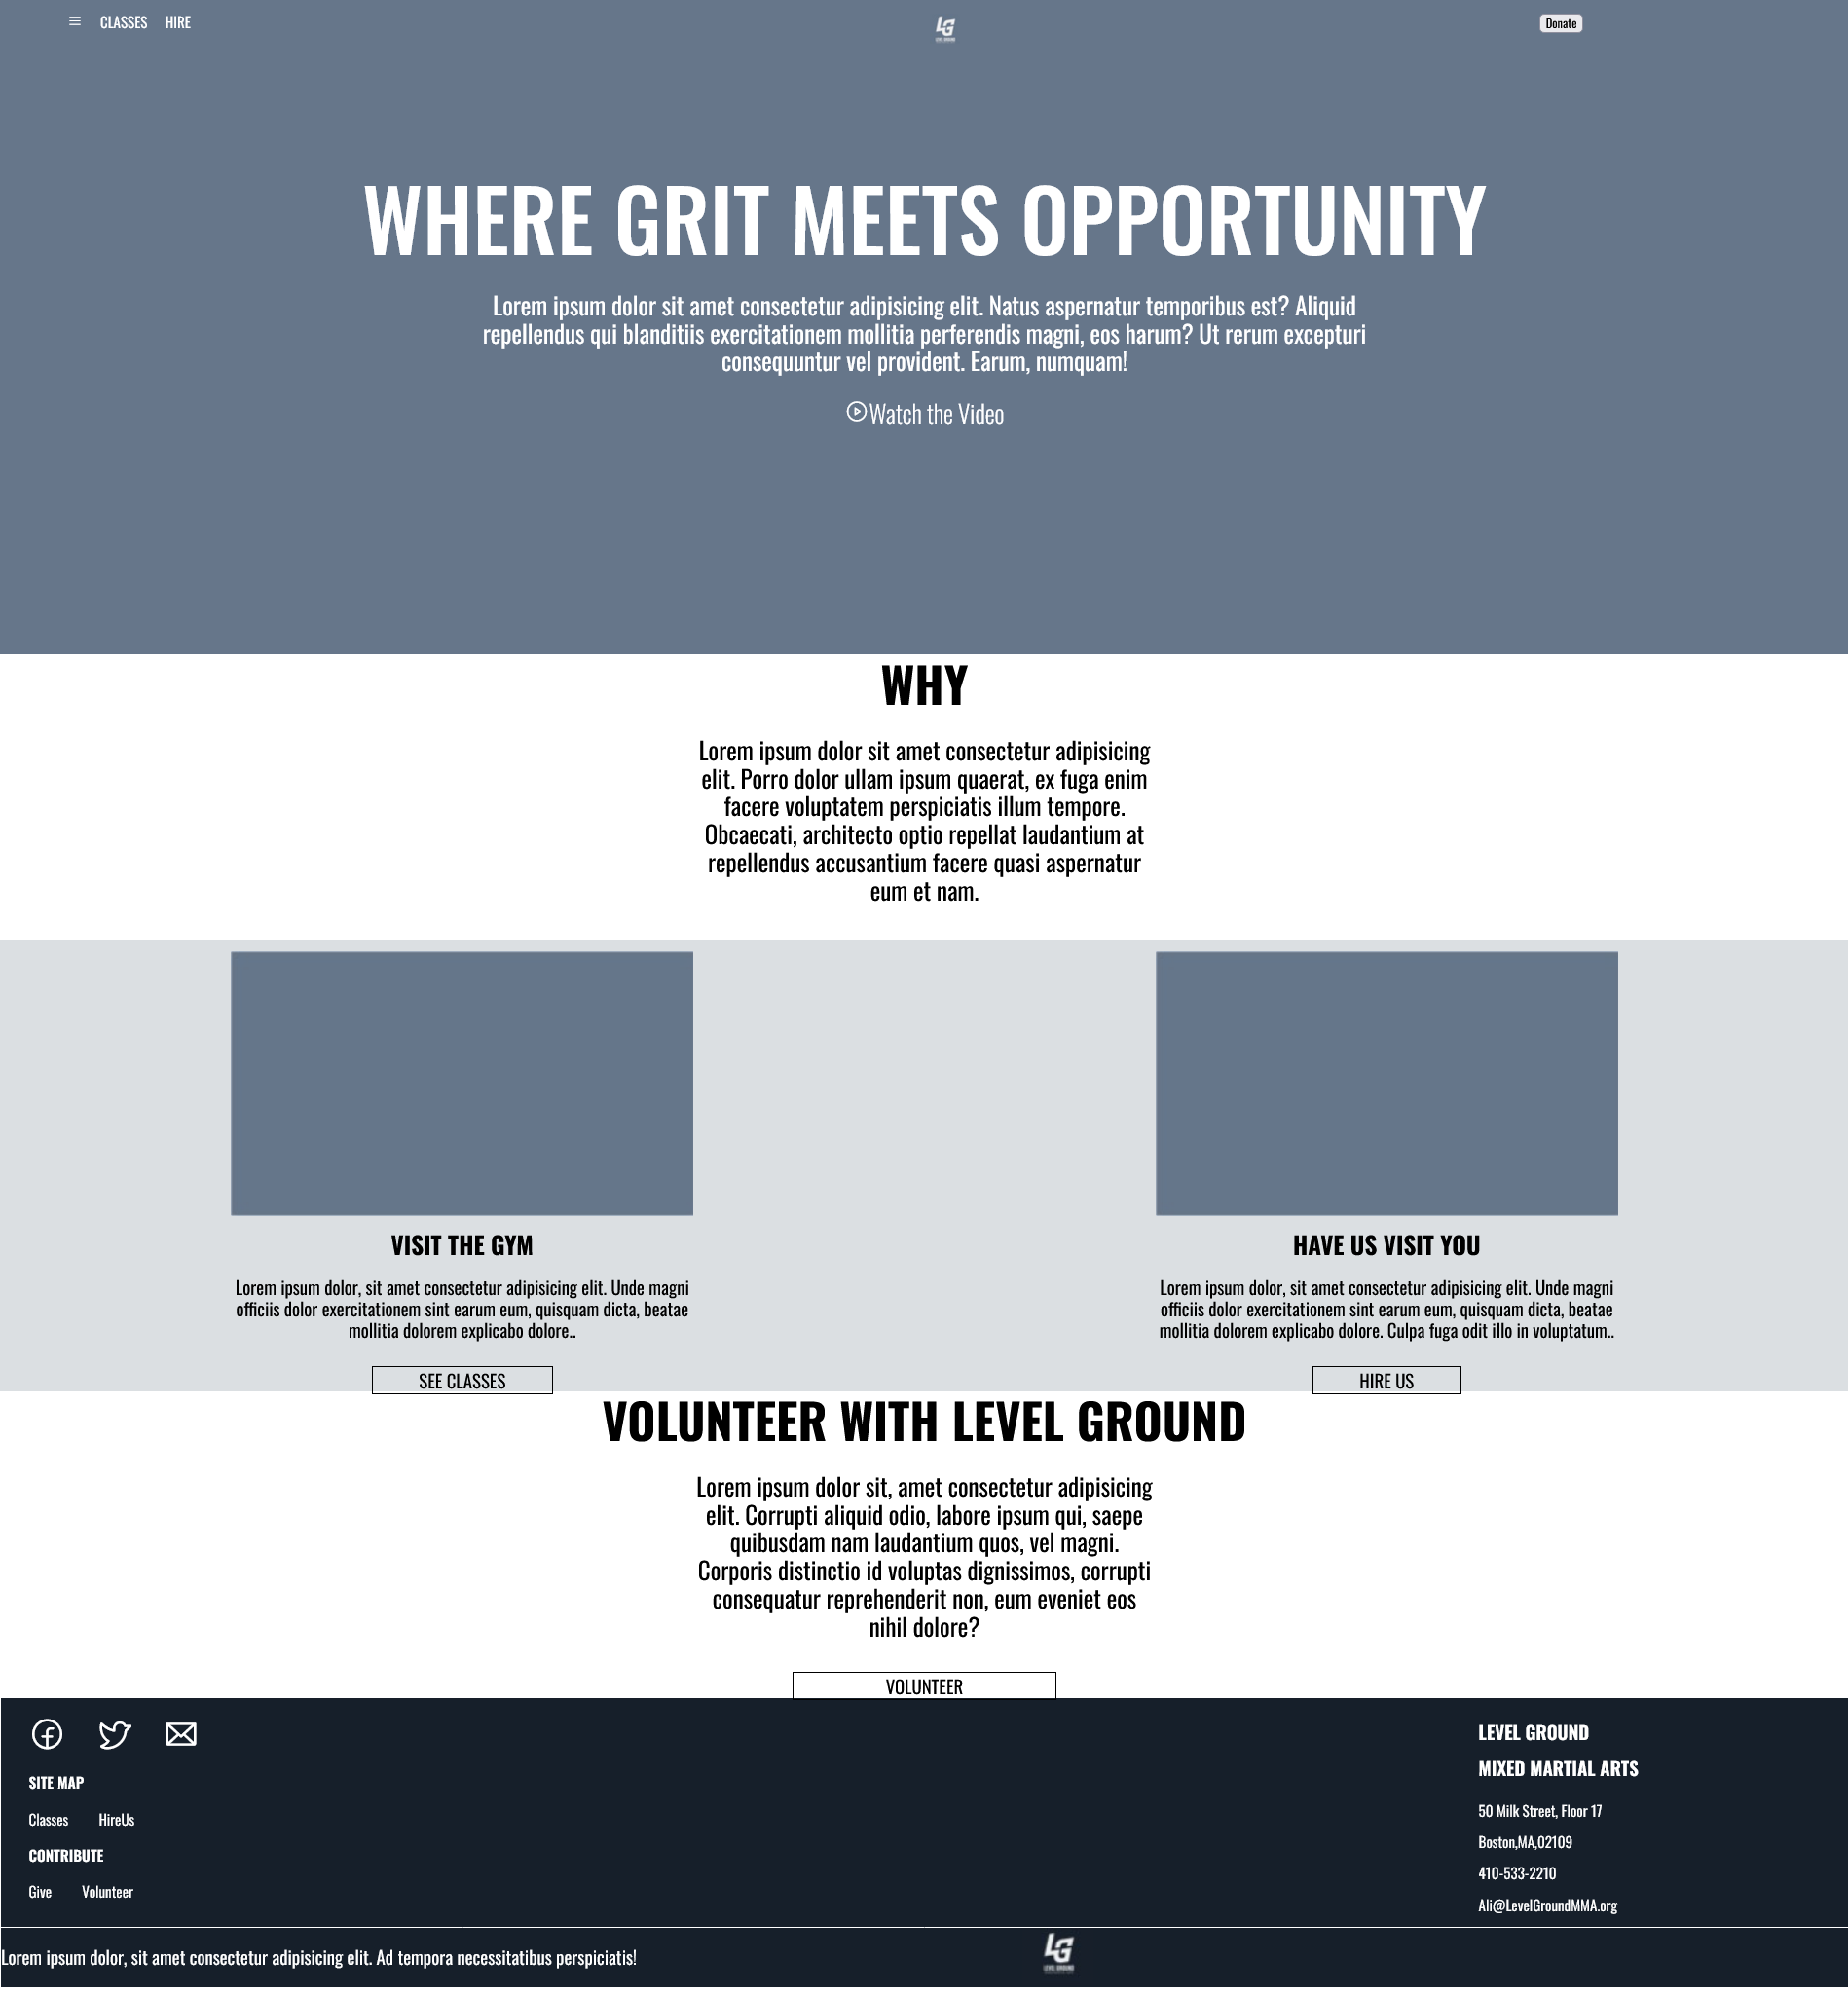 CLASSES HIRE
LG
LEVEL GROUND
Donate
WHERE GRIT MEETS OPPORTUNITY
Lorem ipsum dolor sit amet consectetur adipisicing elit. Natus aspernatur temporibus est? Aliquid
repellendus qui blanditiis exercitationem mollitia perferendis magni, eos harum? Ut rerum excepturi
consequuntur vel provident. Earum, numquam!
Watch the Video
WHY
Lorem ipsum dolor sit amet consectetur adipisicing
elit. Porro dolor ullam ipsum quaerat, ex fuga enim
facere voluptatem perspiciatis illum tempore.
Obcaecati, architecto optio repellat laudantium at
repellendus accusantium facere quasi aspernatur
eum et nam.
VISIT THE GYM
Lorem ipsum dolor, sit amet consectetur adipisicing elit. Unde magni
officiis dolor exercitationem sint earum eum, quisquam dicta, beatae
mollitia dolorem explicabo dolore..
SEE CLASSES
HAVE US VISIT YOU
Lorem ipsum dolor, sit amet consectetur adipisicing elit. Unde magni
officiis dolor exercitationem sint earum eum, quisquam dicta, beatae
mollitia dolorem explicabo dolore. Culpa fuga odit illo in voluptatum..
HIRE US
VOLUNTEER WITH LEVEL GROUND
Lorem ipsum dolor sit, amet consectetur adipisicing
elit. Corrupti aliquid odio, labore ipsum qui, saepe
quibusdam nam laudantium quos, vel magni.
Corporis distinctio id voluptas dignissimos, corrupti
consequatur reprehenderit non, eum eveniet eos
nihil dolore?
VOLUNTEER
SITE MAP
Classes HireUs
CONTRIBUTE
Give Volunteer
LEVEL GROUND
MIXED MARTIAL ARTS
50 Milk Street, Floor 17
Boston,MA,02109
410-533-2210
Ali@LevelGroundMMA.org
Lorem ipsum dolor, sit amet consectetur adipisicing elit. Ad tempora necessitatibus perspiciatis!
LG
LEVEL GROUND